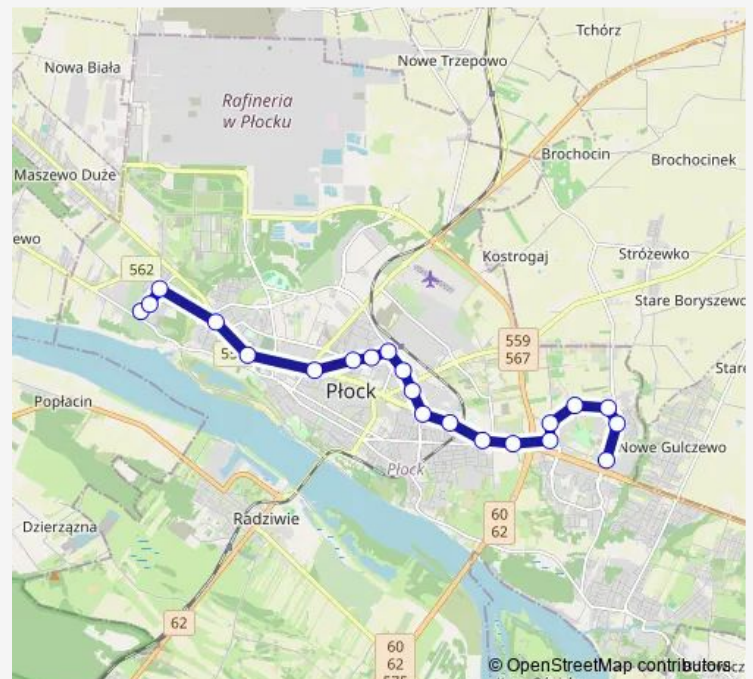 Tchórz
Nowa Biała
Nowe Trzepowo
Rafineria
w Płocku
Brochocin
Brochocinek
Maszewo Duże
Kostrogaj
Stróżewko
562
Stare Boryszewo
559
567
Płock
Popłacin
Nowe Gulczewo
Płock
60
62
Radziwie
Dzierzązna
62
60
62
575
© OpenStreetMap contributors